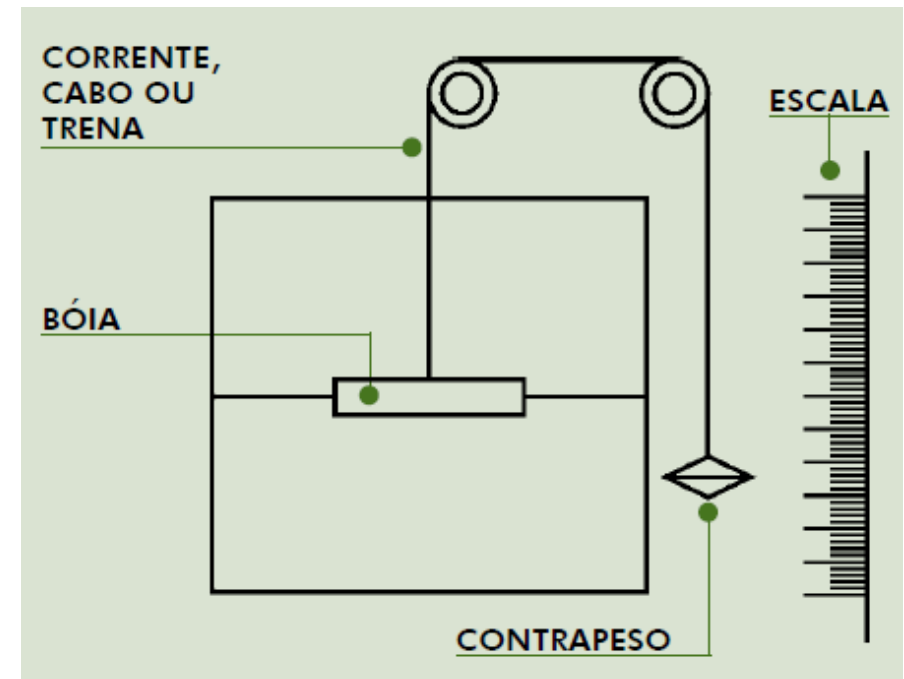 CORRENTE,
CABO OU
TRENA
ESCALA
BÓIA
CONTRAPESO